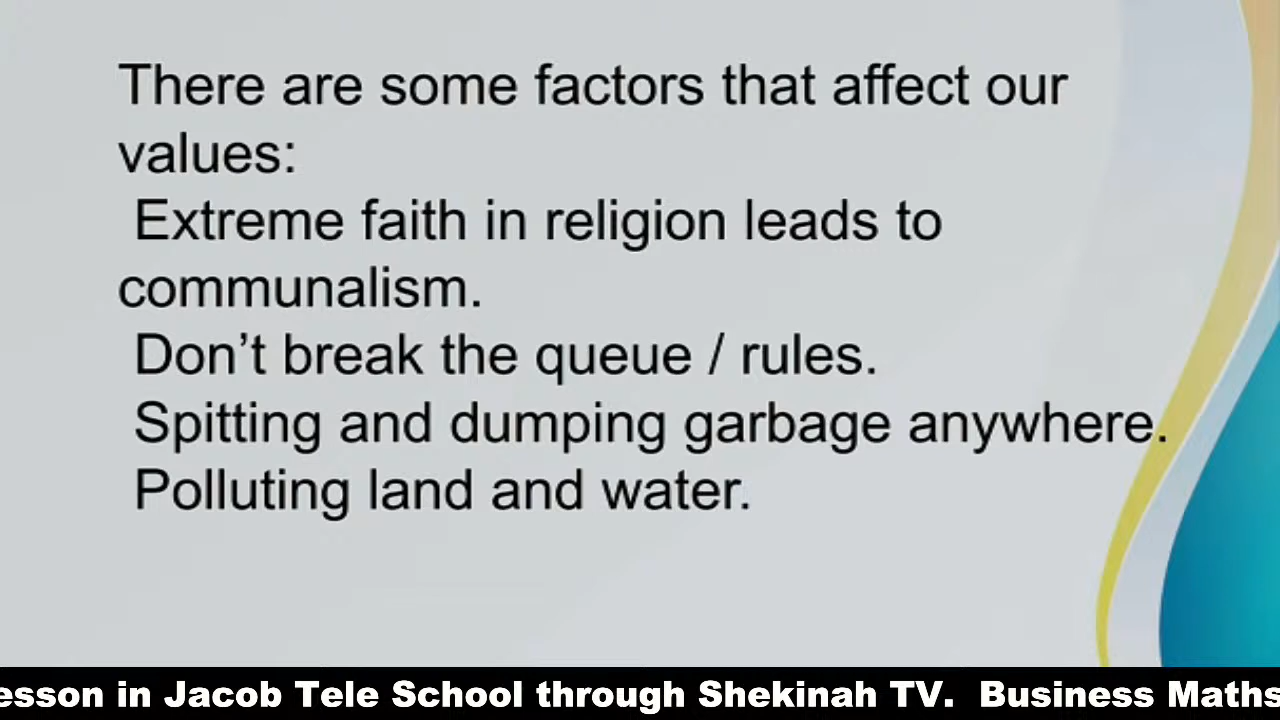 There are some factors that affect our
values:
Extreme faith in religion leads to
communalism.
Don’t break the queue / rules.
Spitting and dumping garbage anywhere.
Polluting land and water.
esson in Jacob Tele School through Shekinah TV.  Business Maths